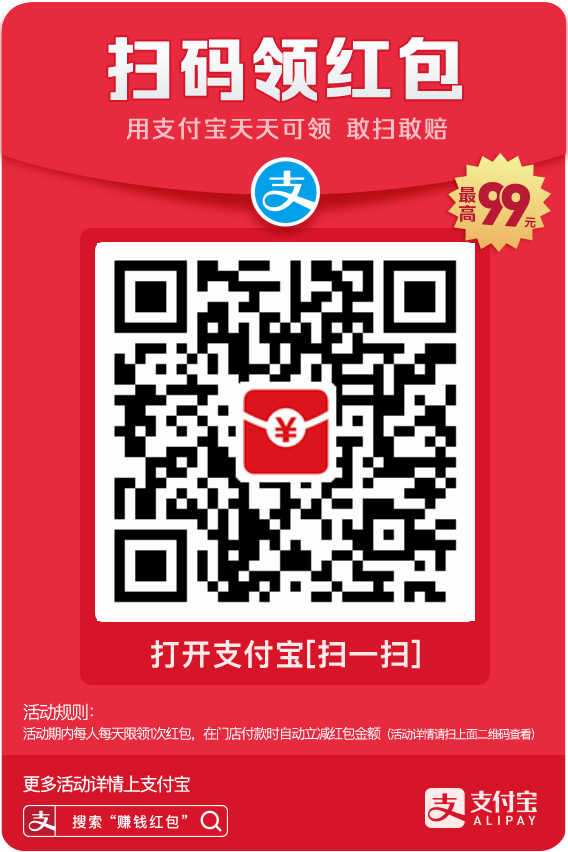 扫码领红包
用支付宝天天可领 敢扫敢赔
支
最高99元
¥
打开支付宝[扫一扫]
活动规则：
活动期内每人每天限领1次红包，在门店付款时自动立减红包金额（活动详情请扫上面二维码查看）
更多活动详情上支付宝
支 搜索“赚钱红包”
支 支付宝
ALIPAY